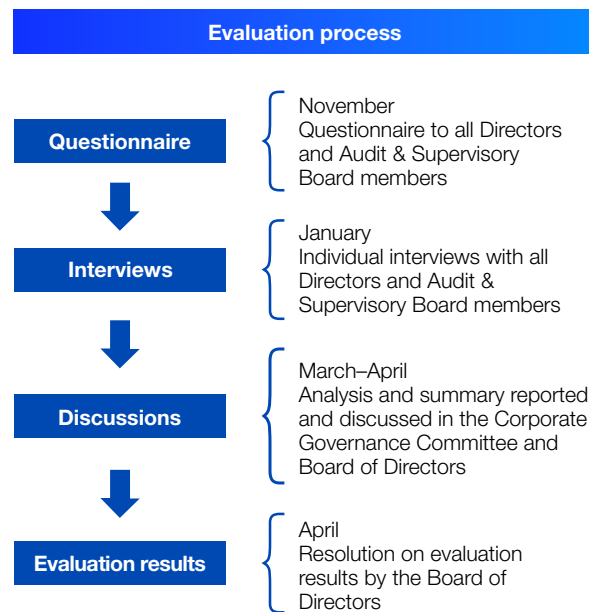 Evaluation process
Questionnaire
November
Questionnaire to all Directors
and Audit & Supervisory
Board members
Interviews
January
Individual interviews with all
Directors and Audit &
Supervisory Board members
Discussions
March–April
Analysis and summary reported
and discussed in the Corporate
Governance Committee and
Board of Directors
Evaluation results
April
Resolution on evaluation
results by the Board of
Directors